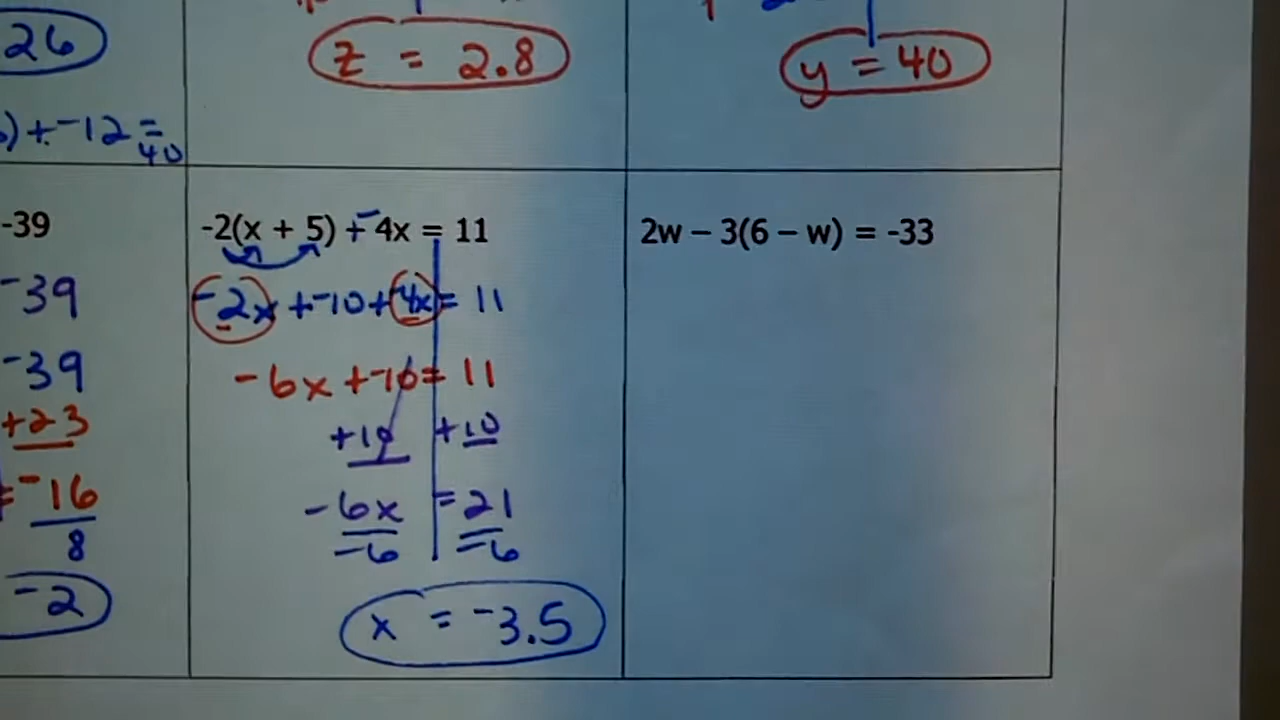 26
z = 2.8
y = 40
) + -12 = 40
-39
-39
-39
+23
= -16
8
-2
-2(x + 5) + -4x = 11
-2x + -10 + -4x = 11
-6x + -10 = 11
+10 +10
-6x = 21
-6 -6
x = -3.5
2w – 3(6 – w) = -33